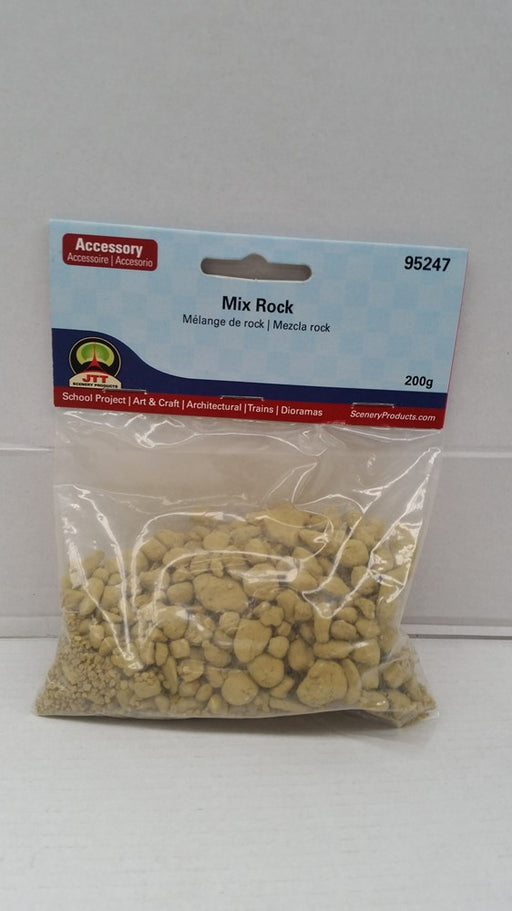 Accessory
Accessoire | Accesorio
95247
Mix Rock
Mélange de rock | Mezcla rock
JTT
SCENERY PRODUCTS
200g
School Project | Art & Craft | Architectural | Trains | Dioramas
SceneryProducts.com